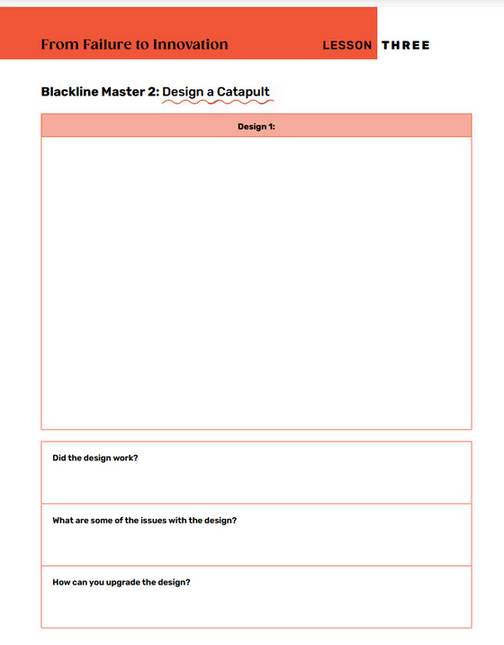 From Failure to Innovation LESSON THREE
Blackline Master 2: Design a Catapult
Design 1:
Did the design work?
What are some of the issues with the design?
How can you upgrade the design?